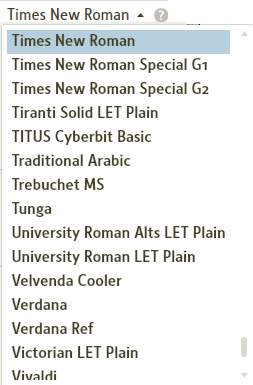 Times New Roman ?
Times New Roman
Times New Roman Special G1
Times New Roman Special G2
Tiranti Solid LET Plain
TITUS Cyberbit Basic
Traditional Arabic
Trebuchet MS
Tunga
University Roman Alts LET Plain
University Roman LET Plain
Velvenda Cooler
Verdana
Verdana Ref
Victorian LET Plain
Vivaldi